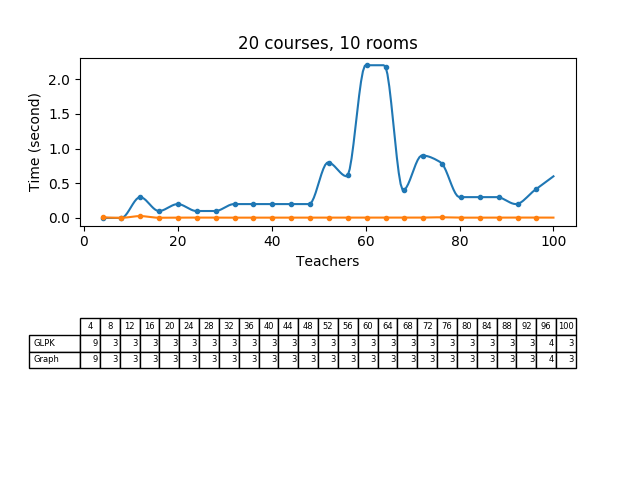 20 courses, 10 rooms
Time (second)
2.0
1.5
1.0
0.5
0.0
0 20 40 60 80 100
Teachers
4 8 12 16 20 24 28 32 36 40 44 48 52 56 60 64 68 72 76 80 84 88 92 96 100
GLPK 9 3 3 3 3 3 3 3 3 3 3 3 3 3 3 3 3 3 3 3 3 3 3 4 3
Graph 9 3 3 3 3 3 3 3 3 3 3 3 3 3 3 3 3 3 3 3 3 3 3 4 3